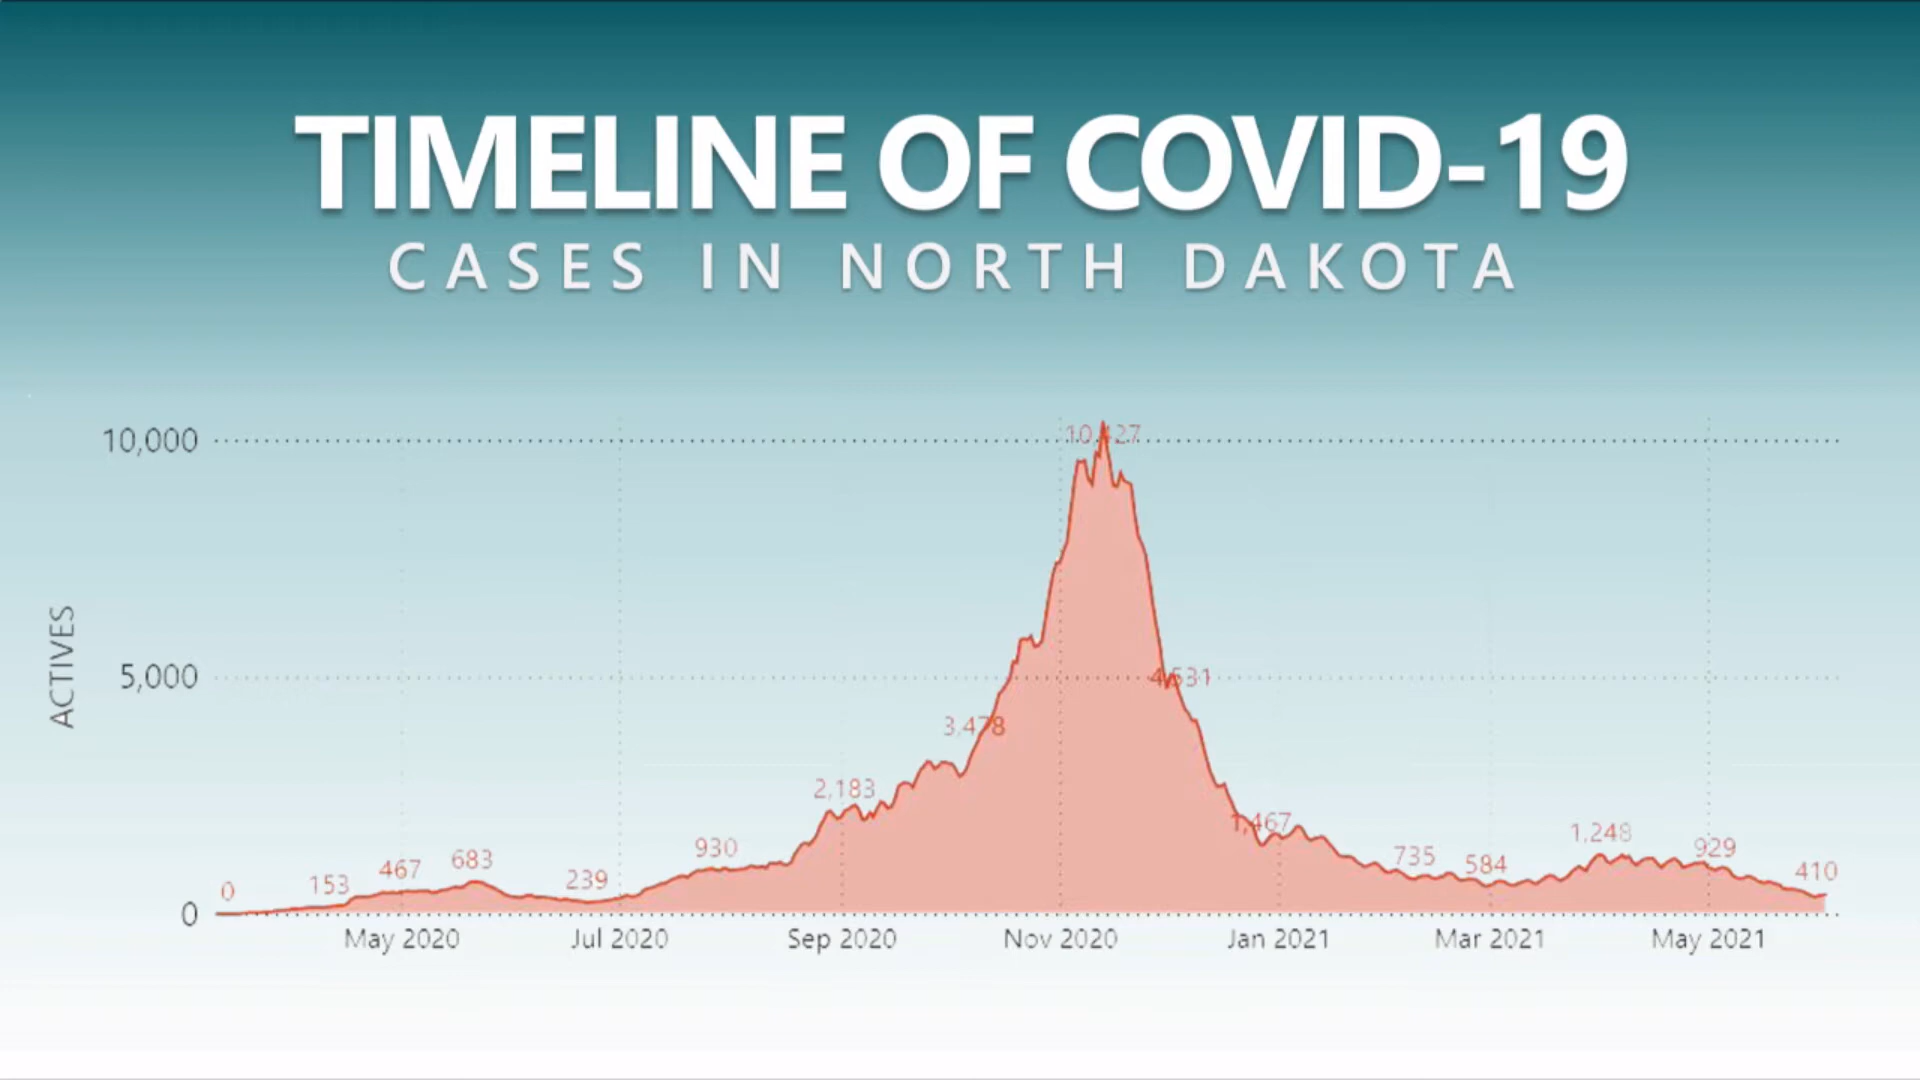 TIMELINE OF COVID-19
CASES IN NORTH DAKOTA
10,000
5,000
0
ACTIVES
0
153
467
683
239
930
2,183
3,478
10,427
4,531
1,467
735
584
1,248
929
410
May 2020
Jul 2020
Sep 2020
Nov 2020
Jan 2021
Mar 2021
May 2021